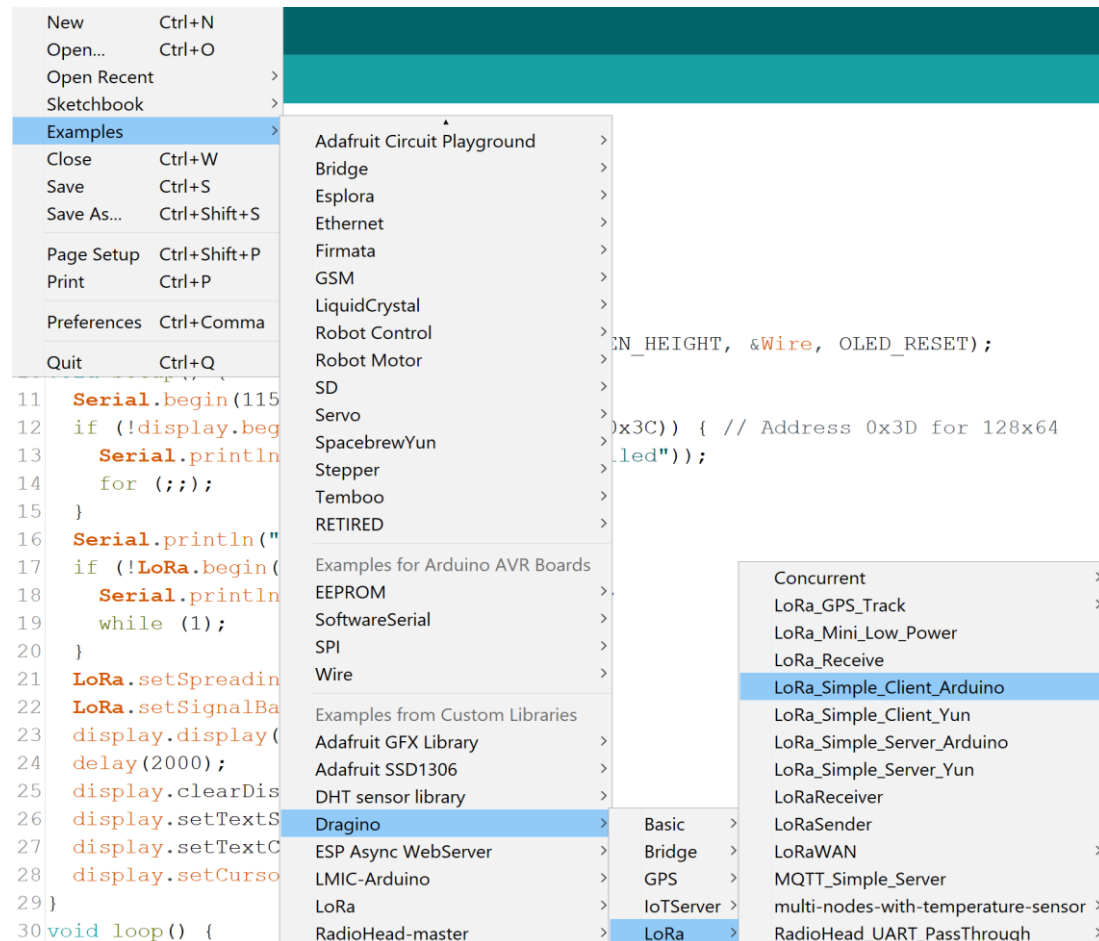 New Ctrl+N
Open... Ctrl+O
Open Recent
Sketchbook
Examples
Close Ctrl+W
Save Ctrl+S
Save As... Ctrl+Shift+S
Page Setup Ctrl+Shift+P
Print Ctrl+P
Preferences Ctrl+Comma
Quit Ctrl+Q
Adafruit Circuit Playground
Bridge
Esplora
Ethernet
Firmata
GSM
LiquidCrystal
Robot Control
Robot Motor
SD
Servo
SpacebrewYun
Stepper
Temboo
RETIRED
Examples for Arduino AVR Boards
EEPROM
SoftwareSerial
SPI
Wire
Examples from Custom Libraries
Adafruit GFX Library
Adafruit SSD1306
DHT sensor library
Dragino
ESP Async WebServer
LMIC-Arduino
LoRa
RadioHead-master
Basic
Bridge
GPS
IoTServer
LoRa
Concurrent
LoRa_GPS_Track
LoRa_Mini_Low_Power
LoRa_Receive
LoRa_Simple_Client_Arduino
LoRa_Simple_Client_Yun
LoRa_Simple_Server_Arduino
LoRa_Simple_Server_Yun
LoRaReceiver
LoRaSender
LoRaWAN
MQTT_Simple_Server
multi-nodes-with-temperature-sensor
RadioHead_UART_PassThrough
EN_HEIGHT, &Wire, OLED_RESET);
11 Serial.begin(115
12 if (!display.beg 0x3C)) { // Address 0x3D for 128x64
13 Serial.println led"));
14 for (;;);
15 }
16 Serial.println("
17 if (!LoRa.begin(
18 Serial.println
19 while (1);
20 }
21 LoRa.setSpreadin
22 LoRa.setSignalBa
23 display.display(
24 delay(2000);
25 display.clearDis
26 display.setTextS
27 display.setTextC
28 display.setCurso
29 }
30 void loop() {